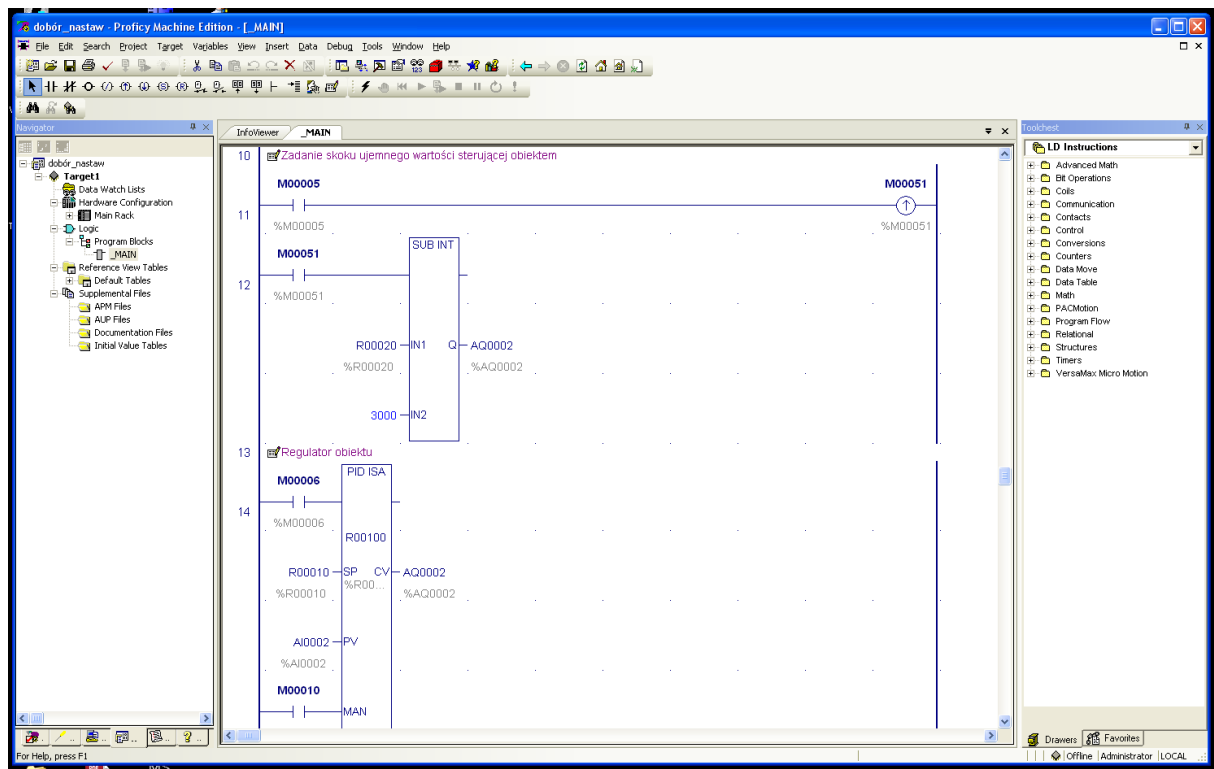 dobór_nastaw - Proficy Machine Edition - [_MAIN]
File Edit Search Project Target Variables View Insert Data Debug Tools Window Help
Navigator
InfoViewer _MAIN
Toolchest
dobór_nastaw
Target1
Data Watch Lists
Hardware Configuration
Main Rack
Logic
Program Blocks
_MAIN
Reference View Tables
Default Tables
Supplemental Files
APM Files
AUP Files
Documentation Files
Initial Value Tables
10 Zadanie skoku ujemnego wartości sterującej obiektem
M00005 M00051
11
%M00005 %M00051
SUB INT
M00051
12
%M00051
R00020 IN1 Q AQ0002
%R00020 %AQ0002
3000 IN2
13 Regulator obiektu
PID ISA
M00006
14
%M00006
R00100
R00010 SP CV AQ0002
%R00010 %R00... %AQ0002
AI0002 PV
%AI0002
M00010
MAN
LD Instructions
Advanced Math
Bit Operations
Coils
Communication
Contacts
Control
Conversions
Counters
Data Move
Data Table
Math
PACMotion
Program Flow
Relational
Structures
Timers
VersaMax Micro Motion
Drawers Favorites
For Help, press F1
Offline Administrator LOCAL